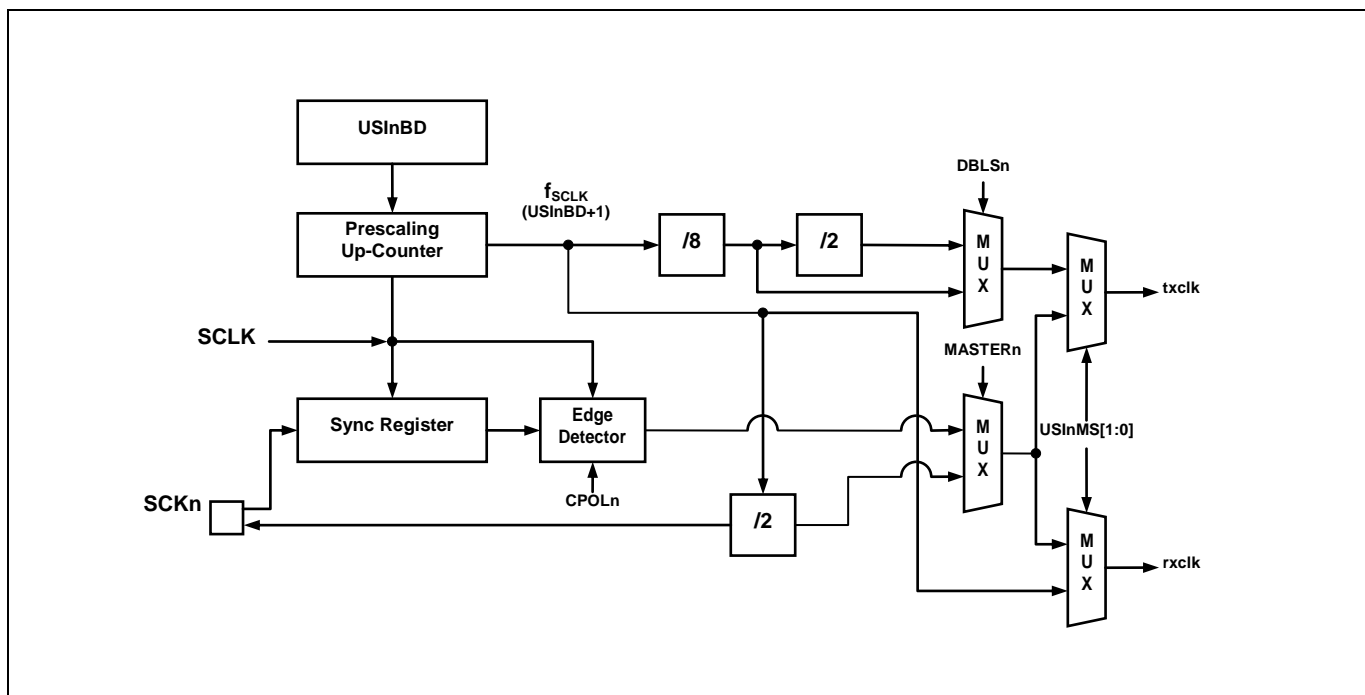 USInBD
DBLSn
fSCLK
(USInBD+1)
Prescaling
Up-Counter
/8
/2
M
U
X
M
U
X
txclk
SCLK
MASTERn
Sync Register
Edge
Detector
M
U
X
USInMS[1:0]
SCKn
CPOLn
/2
M
U
X
rxclk